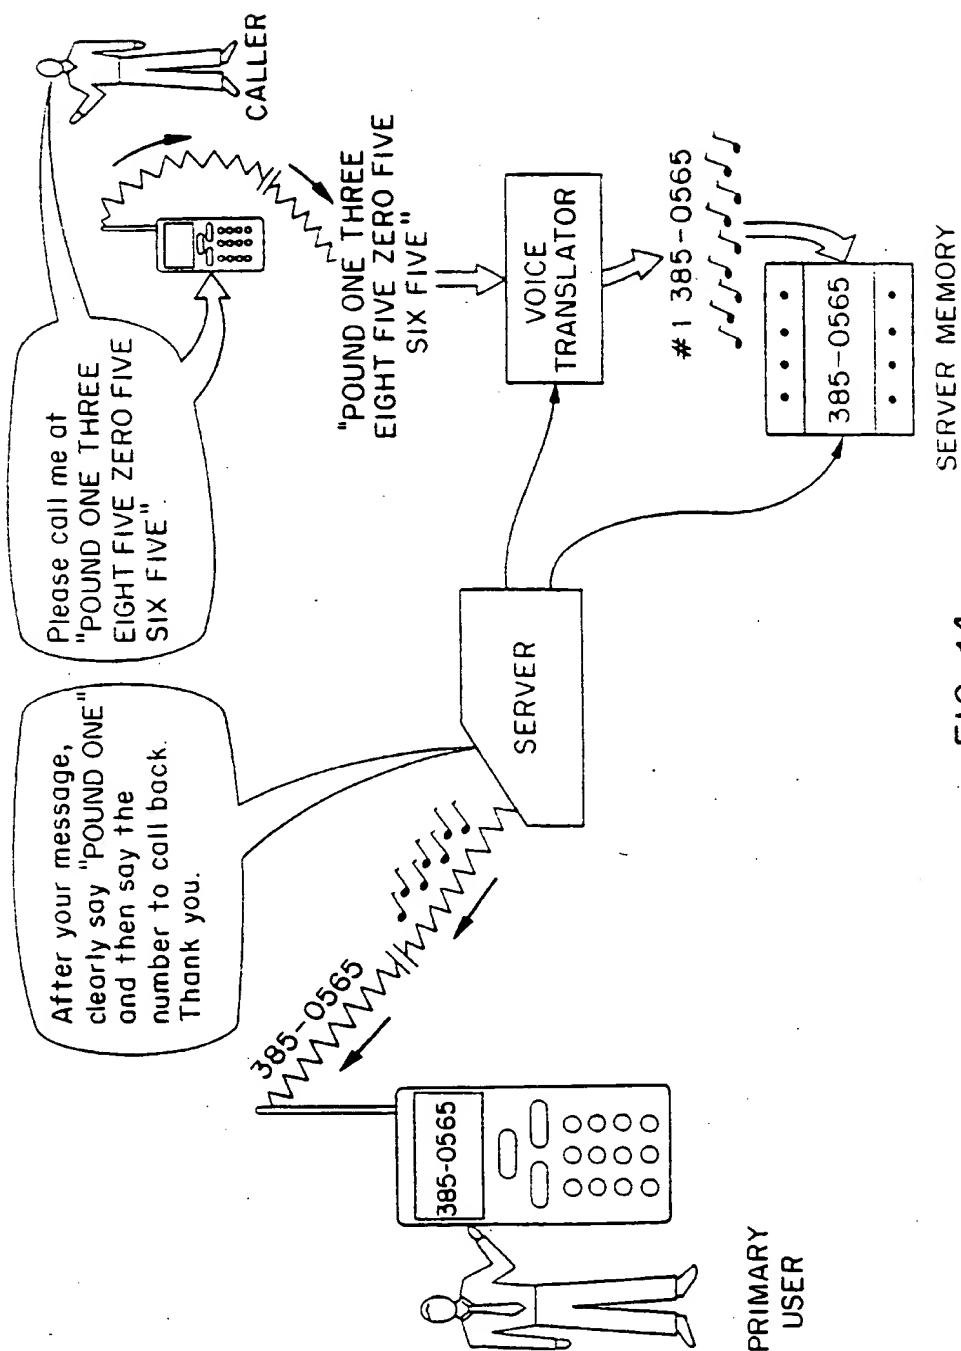 After your message,
clearly say "POUND ONE"
and then say the
number to call back.
Thank you.
Please call me at
"POUND ONE THREE
EIGHT FIVE ZERO FIVE
SIX FIVE".
CALLER
"POUND ONE THREE
EIGHT FIVE ZERO FIVE
SIX FIVE"
385-0565
385-0565
SERVER
VOICE
TRANSLATOR
#1 385-0565
385-0565
SERVER MEMORY
PRIMARY
USER